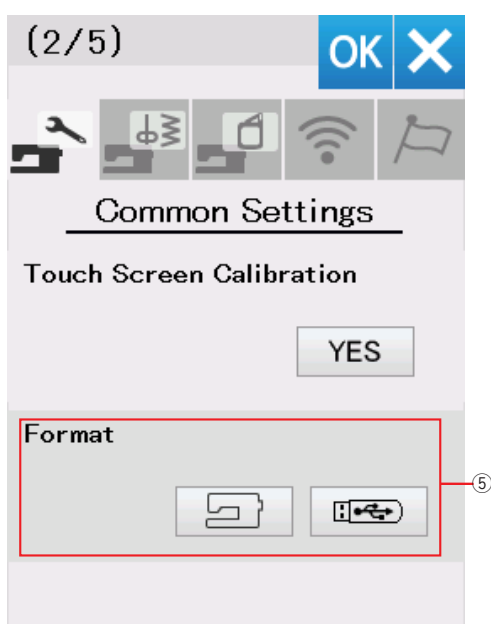 (2/5)
OK
Common Settings
Touch Screen Calibration
YES
Format
⑤